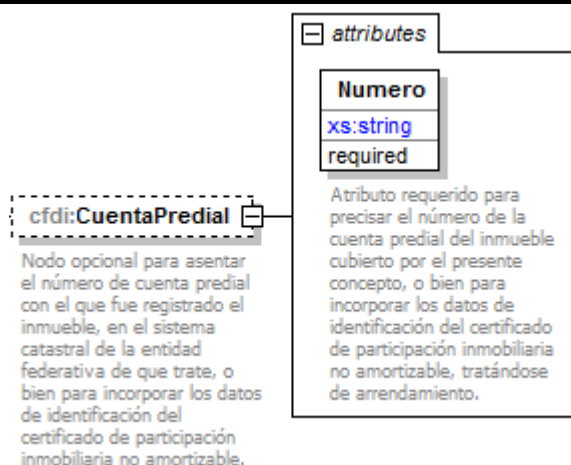 attributes
Numero
xs:string
required
Atributo requerido para
precisar el número de la
cuenta predial del inmueble
cubierto por el presente
concepto, o bien para
incorporar los datos de
identificación del certificado
de participación inmobiliaria
no amortizable, tratándose
de arrendamiento.
cfdi:CuentaPredial
Nodo opcional para asentar
el número de cuenta predial
con el que fue registrado el
inmueble, en el sistema
catastral de la entidad
federativa de que trate, o
bien para incorporar los datos
de identificación del
certificado de participación
inmobiliaria no amortizable.